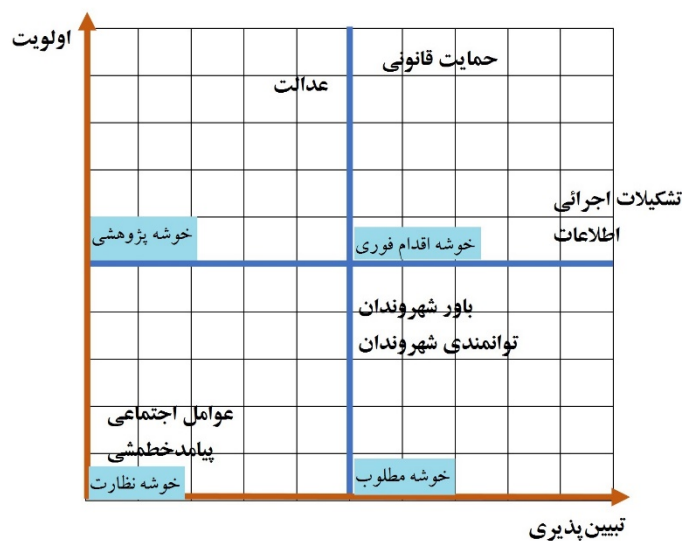 اولویت
حمایت قانونی
عدالت
تشکیلات اجرائی
اطلاعات
خوشه پژوهشی
خوشه اقدام فوری
باور شهروندان
توانمندی شهروندان
عوامل اجتماعی
پیامدخطمشی
خوشه مطلوب
خوشه نظارت
تبیین‌پذیری